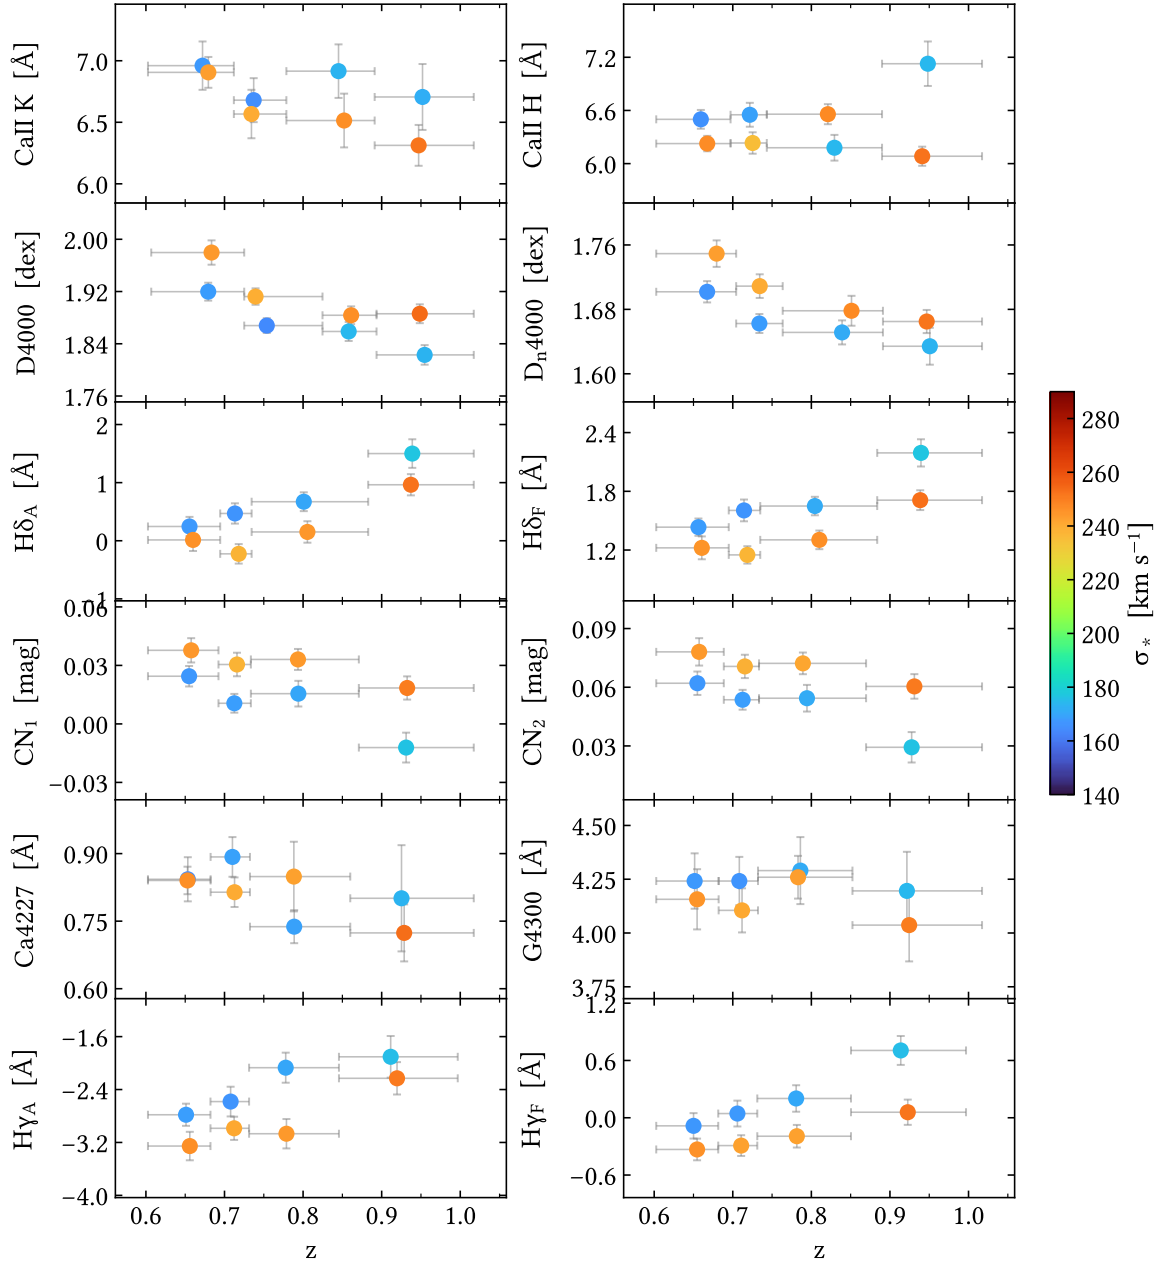 CaII K [Å]
7.0
6.5
6.0
CaII H [Å]
7.2
6.6
6.0
D4000 [dex]
2.00
1.92
1.84
1.76
Dn4000 [dex]
1.76
1.68
1.60
HδA [Å]
2
1
0
−1
HδF [Å]
2.4
1.8
1.2
CN1 [mag]
0.06
0.03
0.00
−0.03
CN2 [mag]
0.09
0.06
0.03
Ca4227 [Å]
0.90
0.75
0.60
G4300 [Å]
4.50
4.25
4.00
3.75
HγA [Å]
−1.6
−2.4
−3.2
−4.0
HγF [Å]
1.2
0.6
0.0
−0.6
0.6 0.7 0.8 0.9 1.0
z
0.6 0.7 0.8 0.9 1.0
z
280
260
240
220
200
180
160
140
σ* [km s−1]